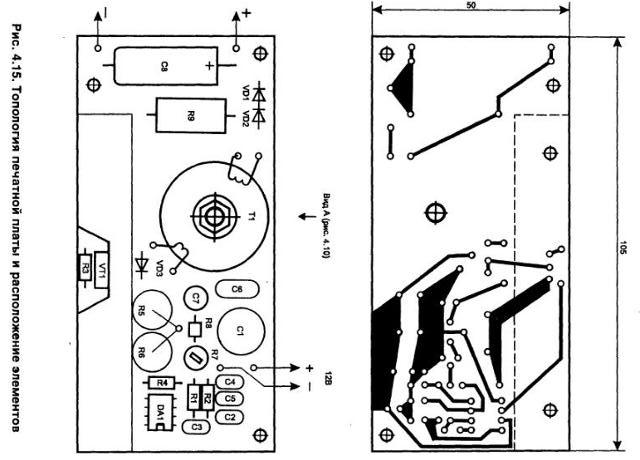 Рис. 4.15. Топология печатной платы и расположение элементов
−
+
C8
+
R9
VD1
VD2
T1
Вид А (рис. 4.10)
VD3
R3
VT1
C6
C7
R5
R8
C1
R6
R7
+
−
12В
R4
C4
R1
R2
C5
DA1
C2
C3
50
105